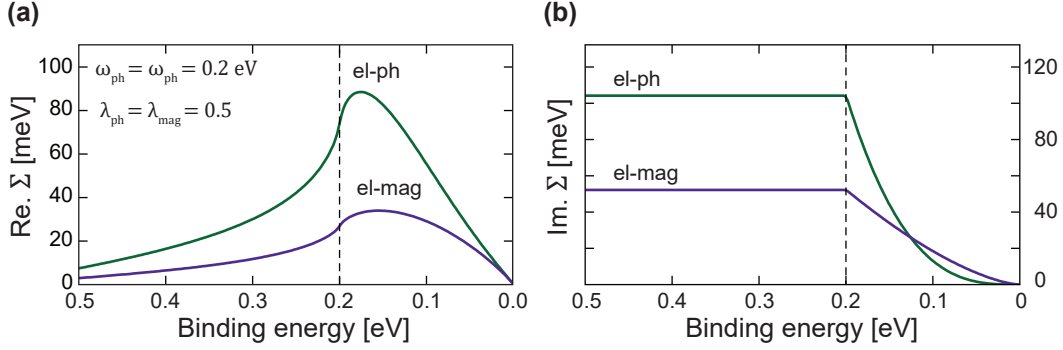 (a)
(b)
100
80
60
40
20
0
Re. Σ [meV]
ω_ph = ω_ph = 0.2 eV
λ_ph = λ_mag = 0.5
el-ph
el-mag
0.5 0.4 0.3 0.2 0.1 0.0
Binding energy [eV]
Im. Σ [meV]
el-ph
el-mag
120
80
40
0
0.5 0.4 0.3 0.2 0.1 0
Binding energy [eV]